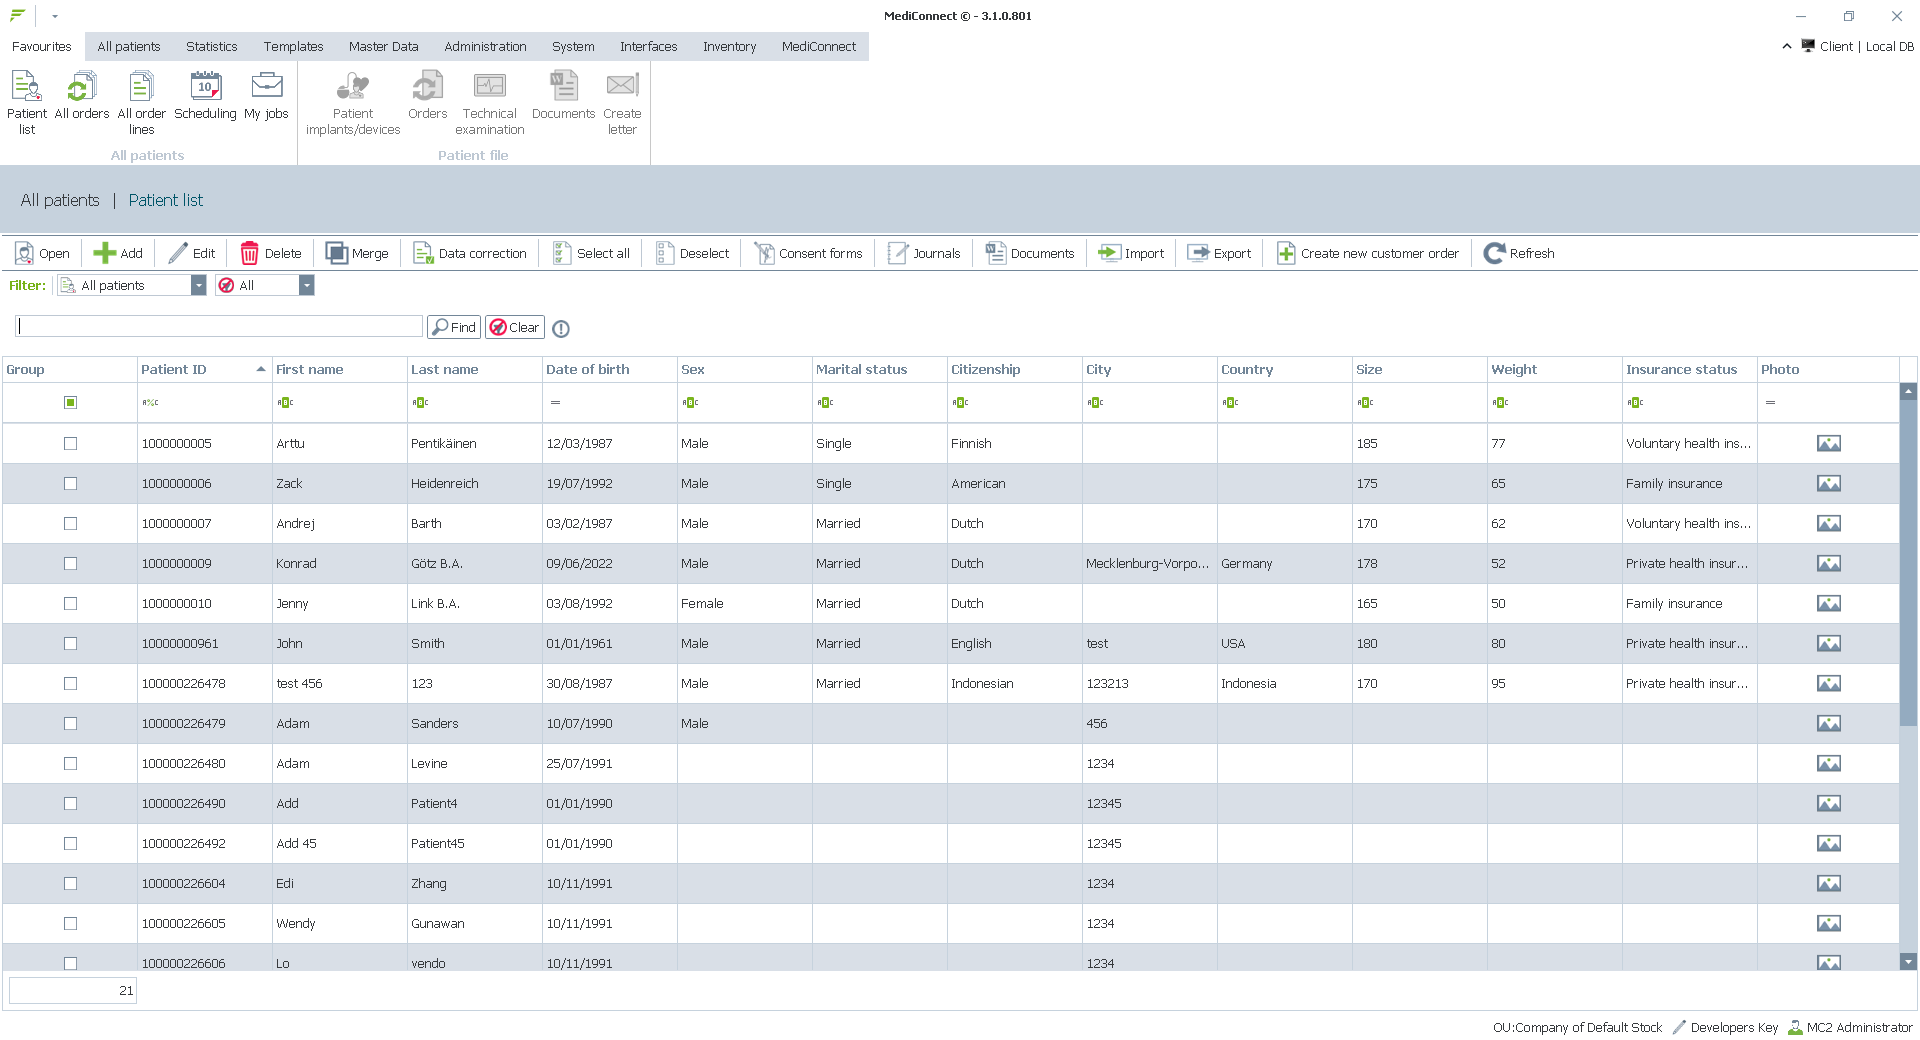 MediConnect © - 3.1.0.801
Favourites All patients Statistics Templates Master Data Administration System Interfaces Inventory MediConnect
Client | Local DB
Patient list All orders All order lines Scheduling My jobs Patient implants/devices Orders Technical examination Documents Create letter
All patients Patient file
All patients | Patient list
Open Add Edit Delete Merge Data correction Select all Deselect Consent forms Journals Documents Import Export Create new customer order Refresh
Filter: All patients All
Find Clear
Group Patient ID First name Last name Date of birth Sex Marital status Citizenship City Country Size Weight Insurance status Photo
1000000005 Arttu Pentikäinen 12/03/1987 Male Single Finnish 185 77 Voluntary health ins...
1000000006 Zack Heidenreich 19/07/1992 Male Single American 175 65 Family insurance
1000000007 Andrej Barth 03/02/1987 Male Married Dutch 170 62 Voluntary health ins...
1000000009 Konrad Götz B.A. 09/06/2022 Male Married Dutch Mecklenburg-Vorpo... Germany 178 52 Private health insur...
1000000010 Jenny Link B.A. 03/08/1992 Female Married Dutch 165 50 Family insurance
10000000961 John Smith 01/01/1961 Male Married English test USA 180 80 Private health insur...
100000226478 test 456 123 30/08/1987 Male Married Indonesian 123213 Indonesia 170 95 Private health insur...
100000226479 Adam Sanders 10/07/1990 Male 456
100000226480 Adam Levine 25/07/1991 1234
100000226490 Add Patient4 01/01/1990 12345
100000226492 Add 45 Patient45 01/01/1990 12345
100000226604 Edi Zhang 10/11/1991 1234
100000226605 Wendy Gunawan 10/11/1991 1234
100000226606 Lo vendo 10/11/1991 1234
21
OU:Company of Default Stock Developers Key MC2 Administrator